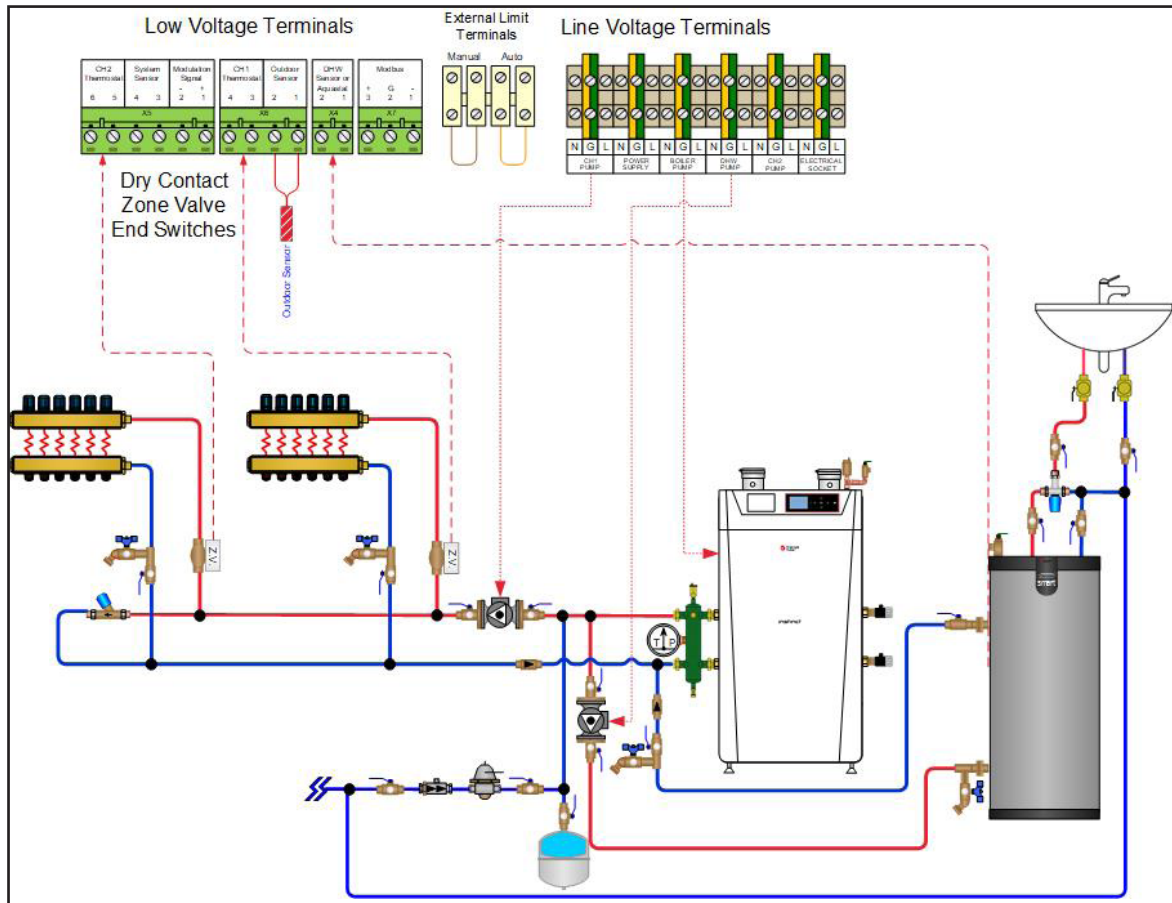 Low Voltage Terminals
External Limit
Terminals
Line Voltage Terminals
Manual Auto
CH2
Thermostat
System
Sensor
Modulation
Signal
- +
6 5 4 3 2 1
X5
CH1
Thermostat
Outdoor
Sensor
4 3 2 1
X6
DHW
Sensor or
Aquastat
2 1
X4
Modbus
+ G -
3 2 1
X7
N G L N G L N G L N G L N G L N G L
CH1
PUMP
POWER
SUPPLY
BOILER
PUMP
DHW
PUMP
CH2
PUMP
ELECTRICAL
SOCKET
Dry Contact
Zone Valve
End Switches
Outdoor Sensor
Z.V.
Z.V.
T P
instinct
SMART